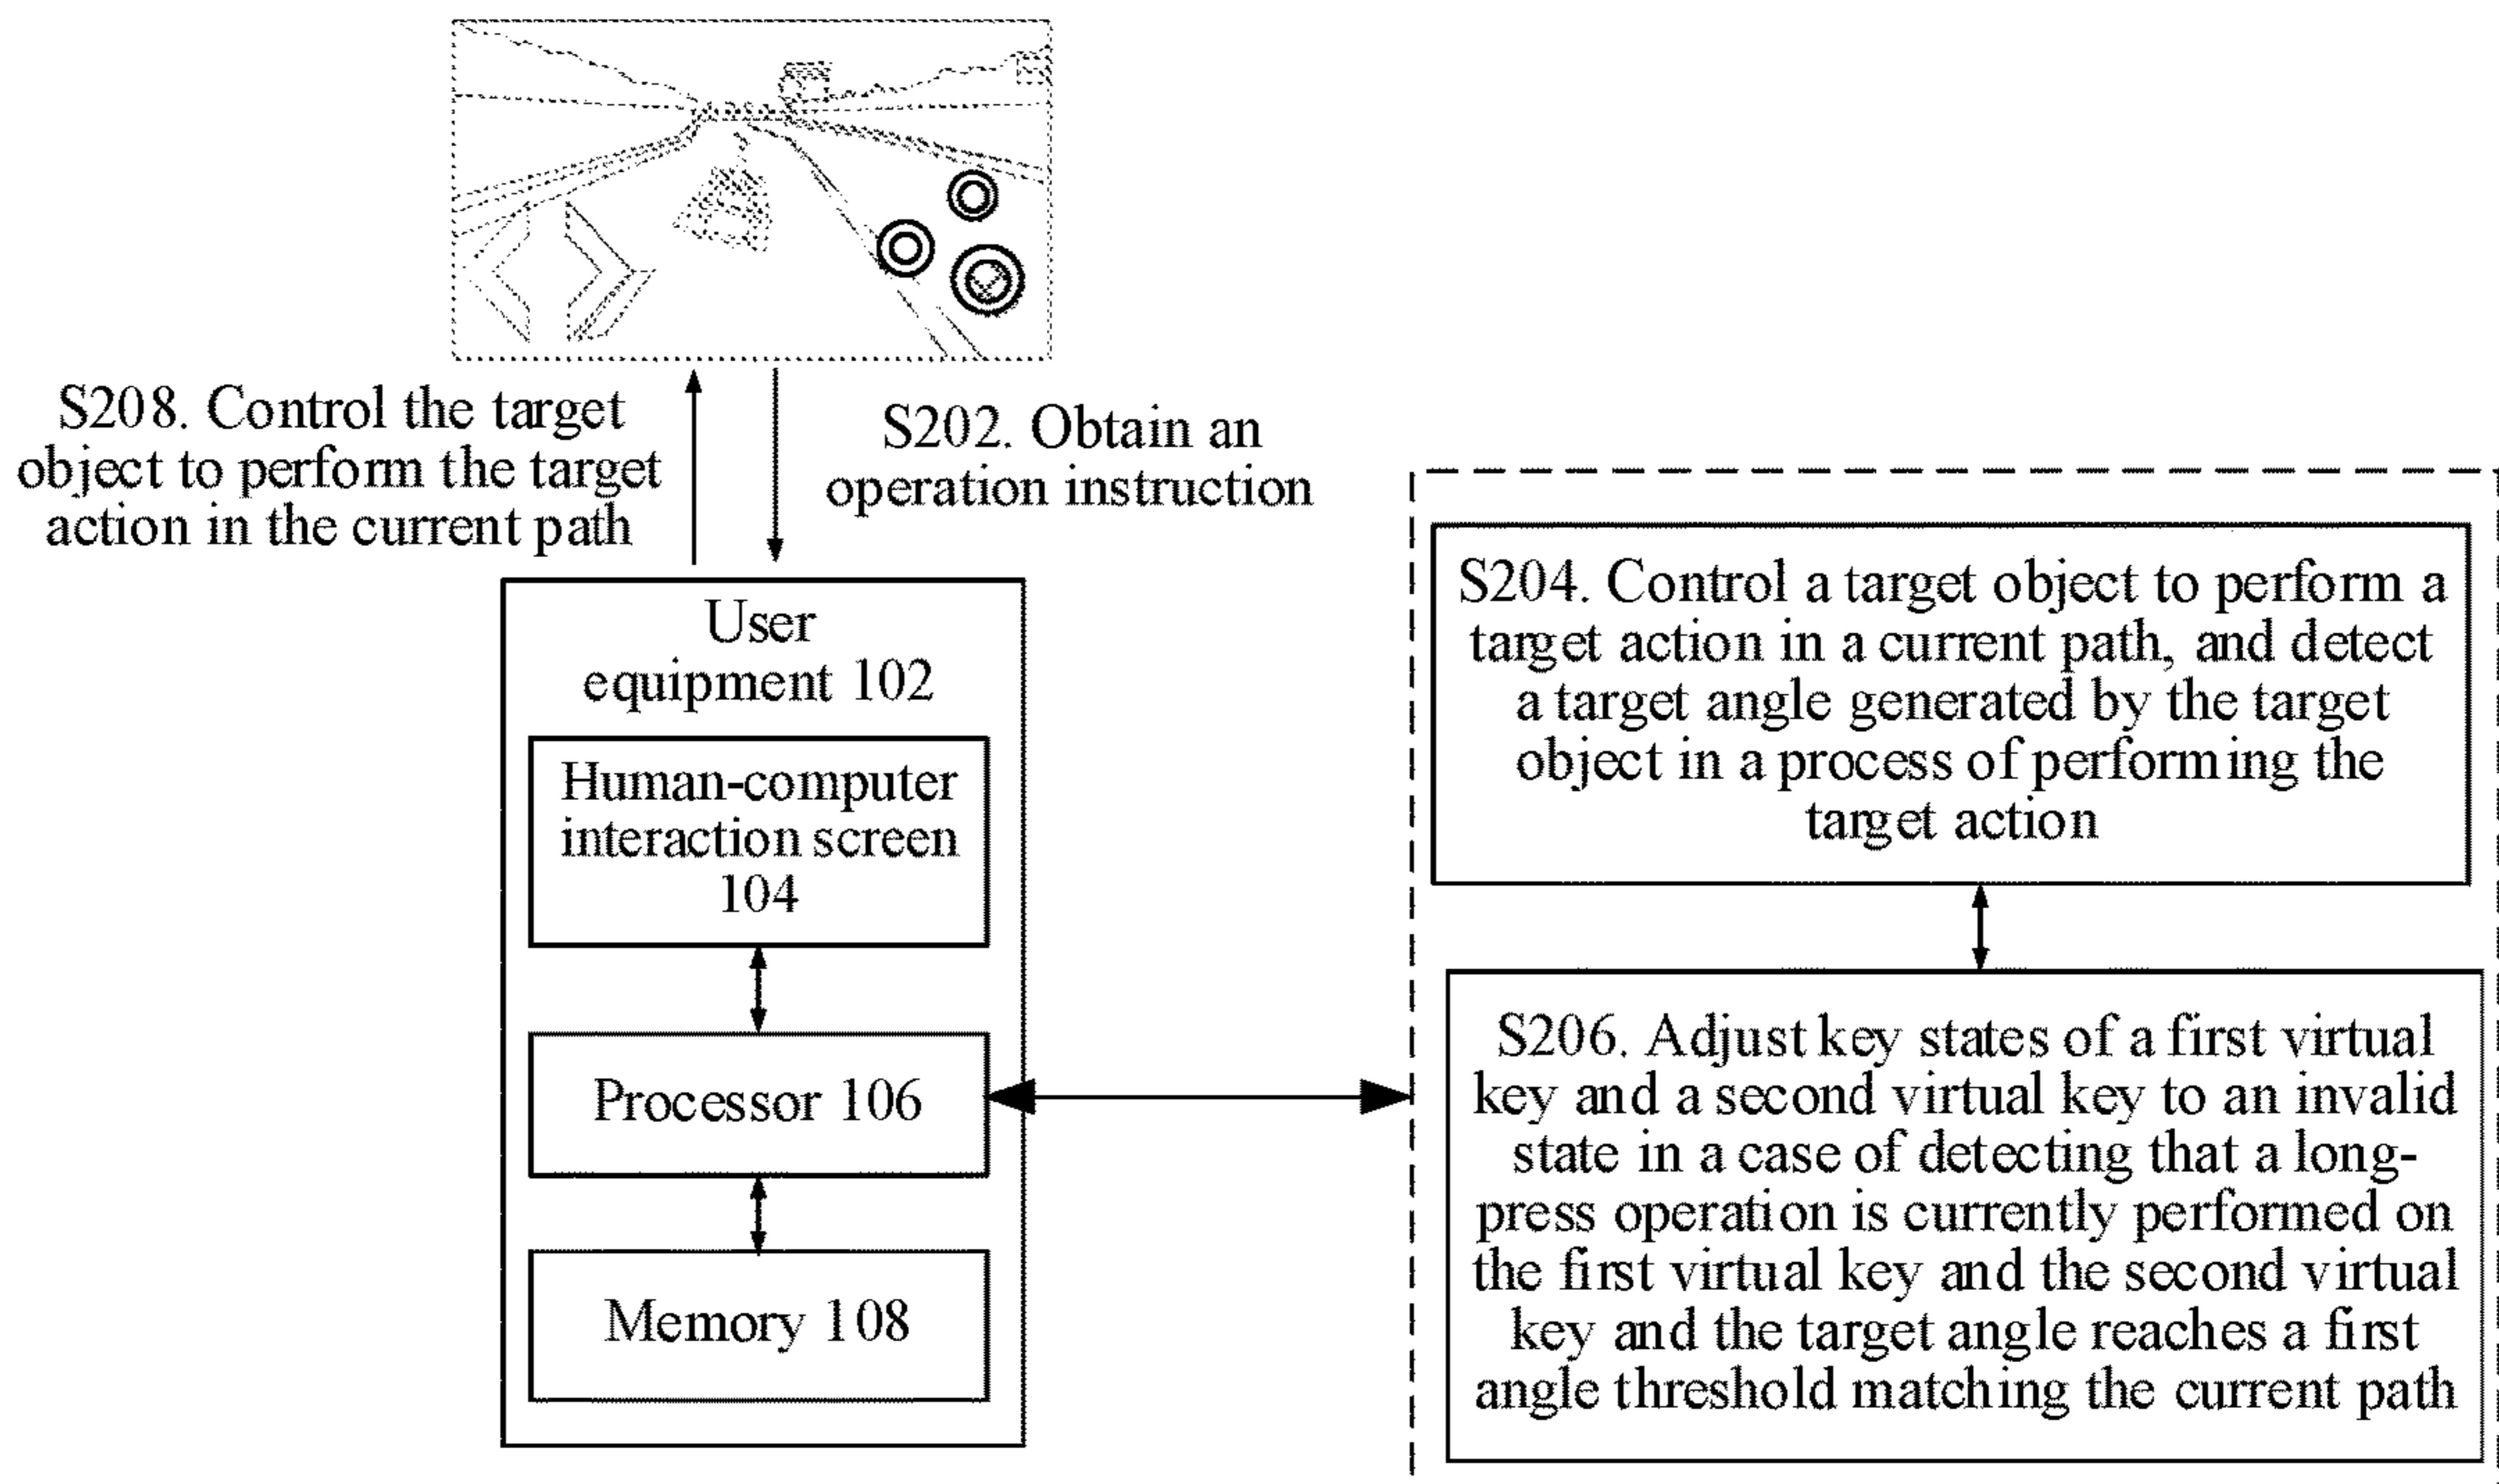 S208. Control the target
object to perform the target
action in the current path
S202. Obtain an
operation instruction
User
equipment 102
Human-computer
interaction screen
104
Processor 106
Memory 108
S204. Control a target object to perform a
target action in a current path, and detect
a target angle generated by the target
object in a process of performing the
target action
S206. Adjust key states of a first virtual
key and a second virtual key to an invalid
state in a case of detecting that a long-
press operation is currently performed on
the first virtual key and the second virtual
key and the target angle reaches a first
angle threshold matching the current path